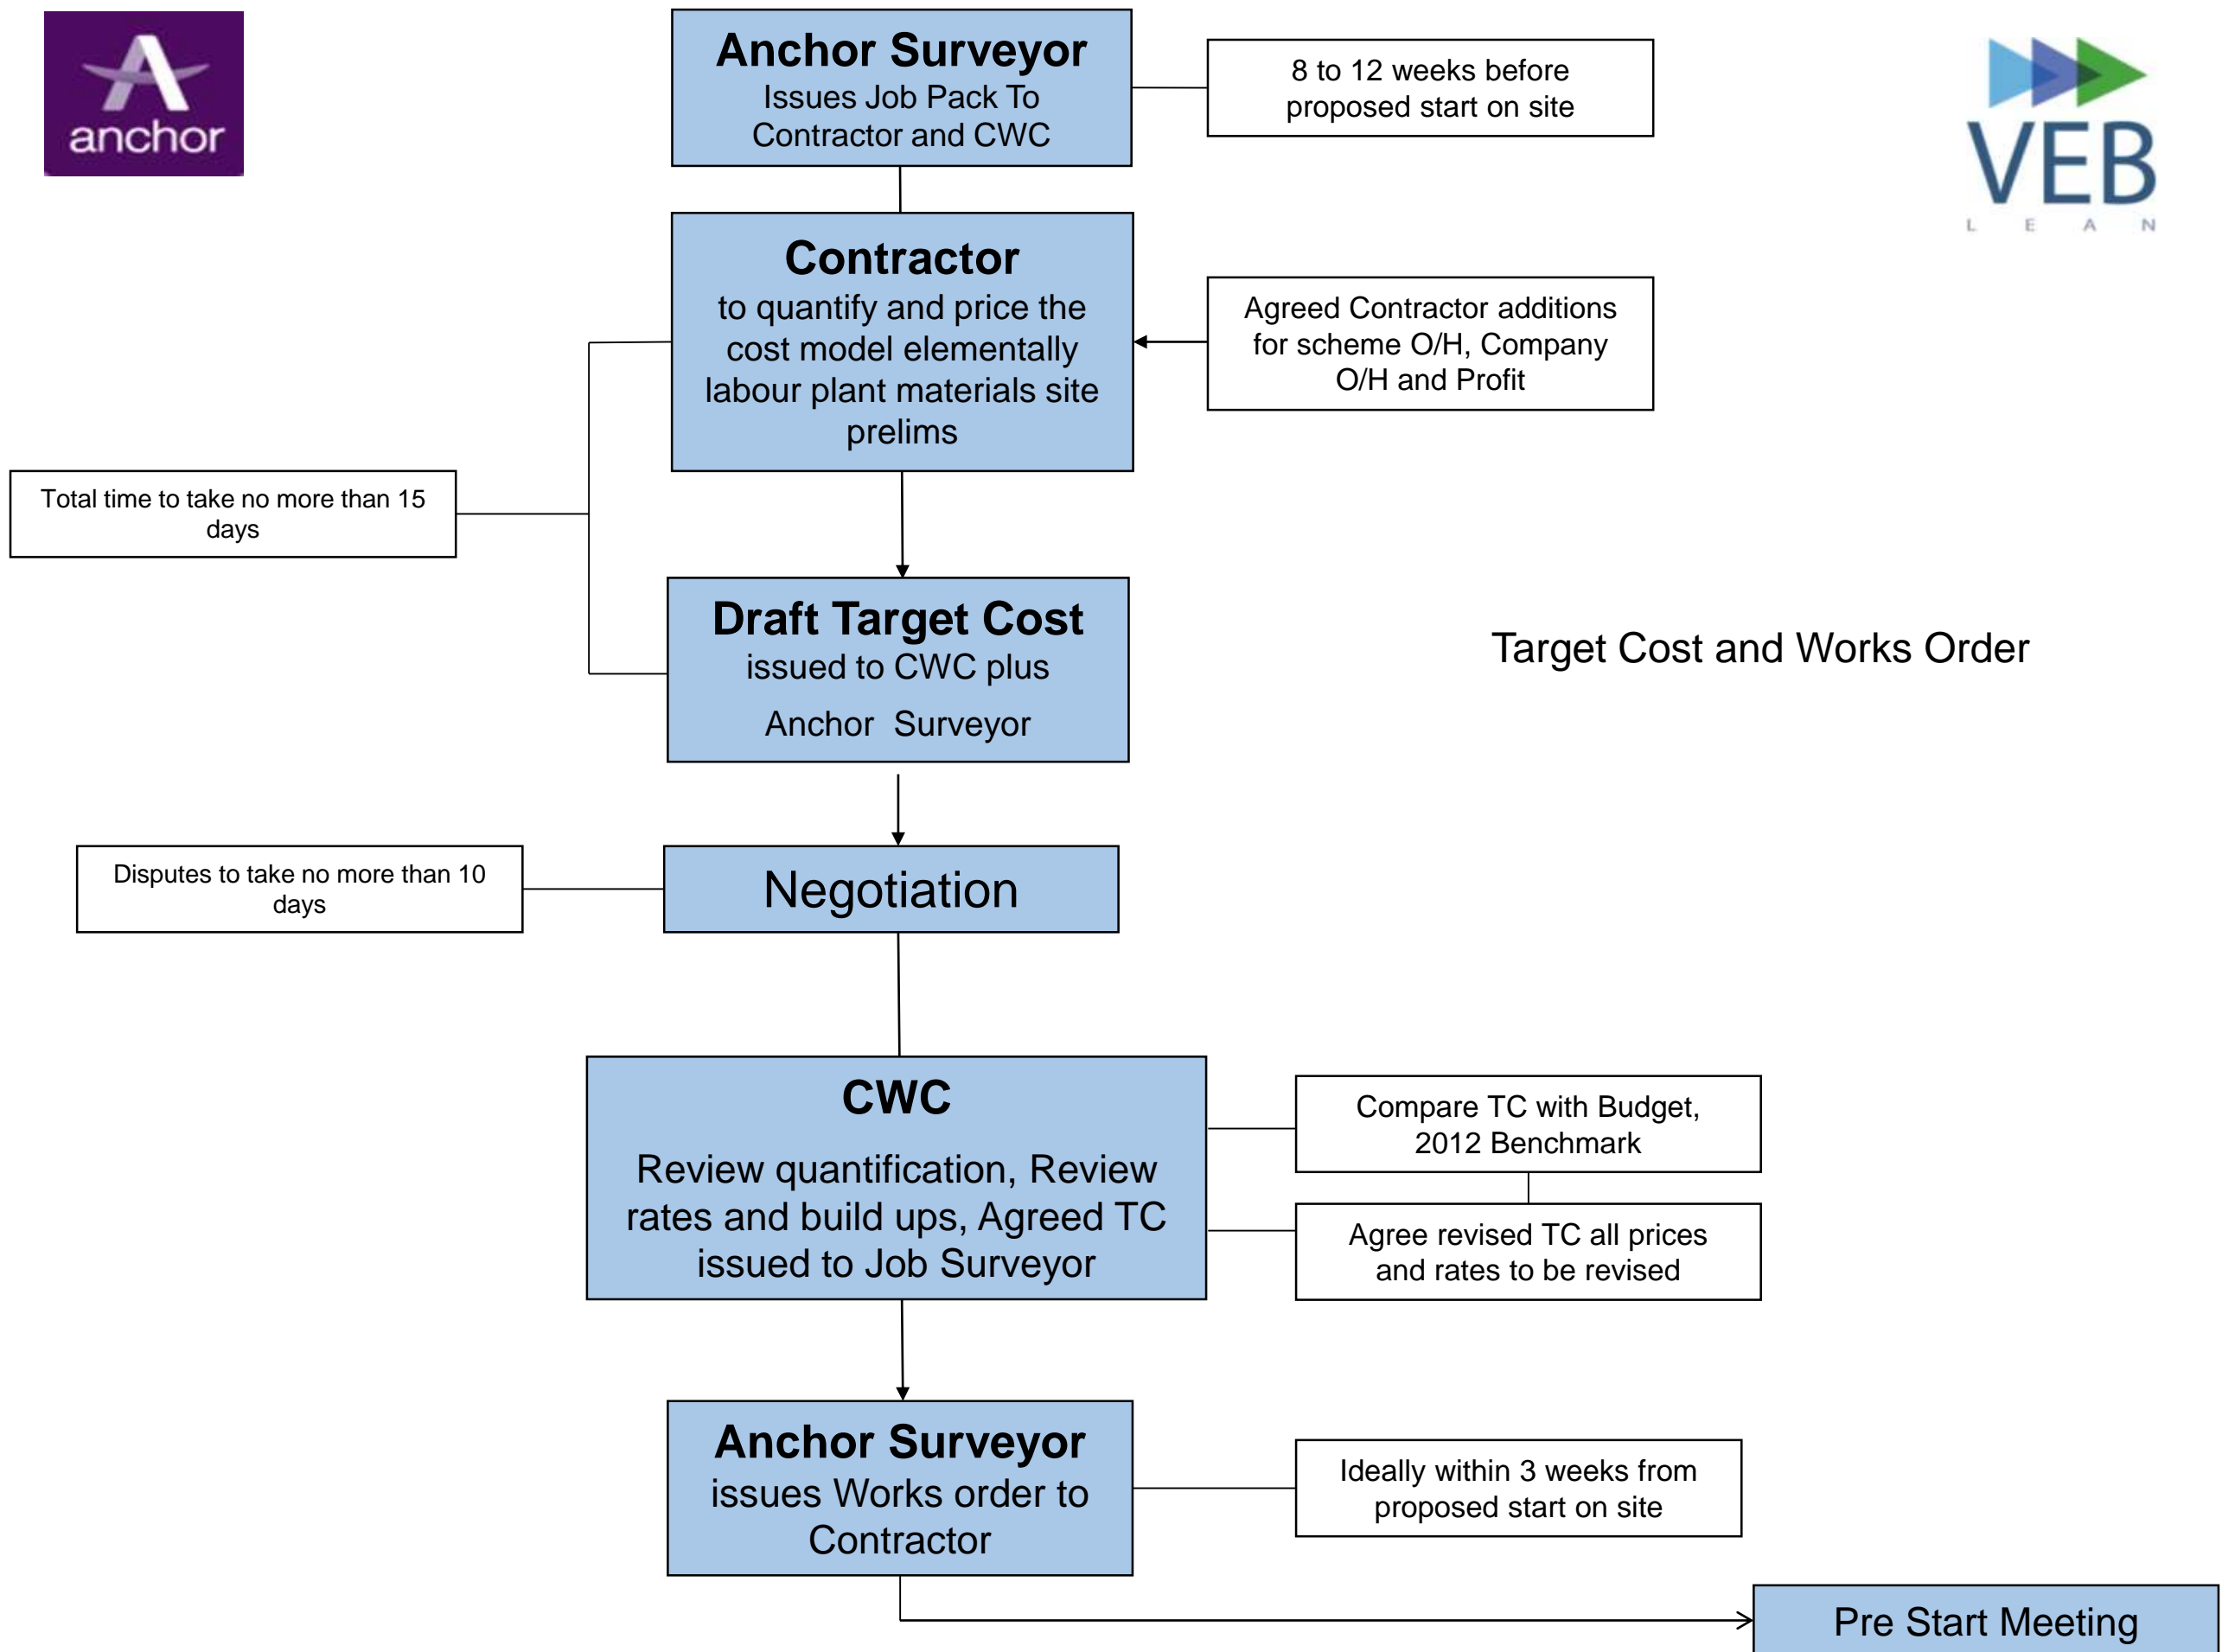 anchor
Anchor Surveyor
Issues Job Pack To
Contractor and CWC
8 to 12 weeks before
proposed start on site
VEB
L E A N
Contractor
to quantify and price the
cost model elementally
labour plant materials site
prelims
Agreed Contractor additions
for scheme O/H, Company
O/H and Profit
Total time to take no more than 15
days
Draft Target Cost
issued to CWC plus
Anchor Surveyor
Target Cost and Works Order
Disputes to take no more than 10
days
Negotiation
CWC
Review quantification, Review
rates and build ups, Agreed TC
issued to Job Surveyor
Compare TC with Budget,
2012 Benchmark
Agree revised TC all prices
and rates to be revised
Anchor Surveyor
issues Works order to
Contractor
Ideally within 3 weeks from
proposed start on site
Pre Start Meeting